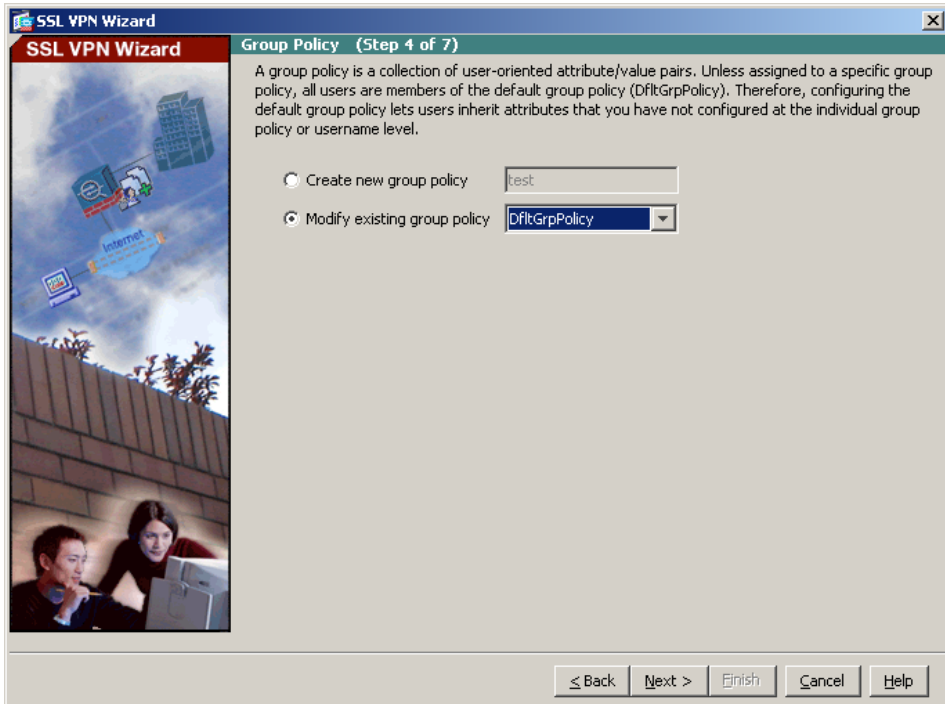 SSL VPN Wizard
SSL VPN Wizard
Group Policy (Step 4 of 7)
A group policy is a collection of user-oriented attribute/value pairs. Unless assigned to a specific group
policy, all users are members of the default group policy (DfltGrpPolicy). Therefore, configuring the
default group policy lets users inherit attributes that you have not configured at the individual group
policy or username level.
Create new group policy test
Modify existing group policy DfltGrpPolicy
Internet
< Back Next > Finish Cancel Help